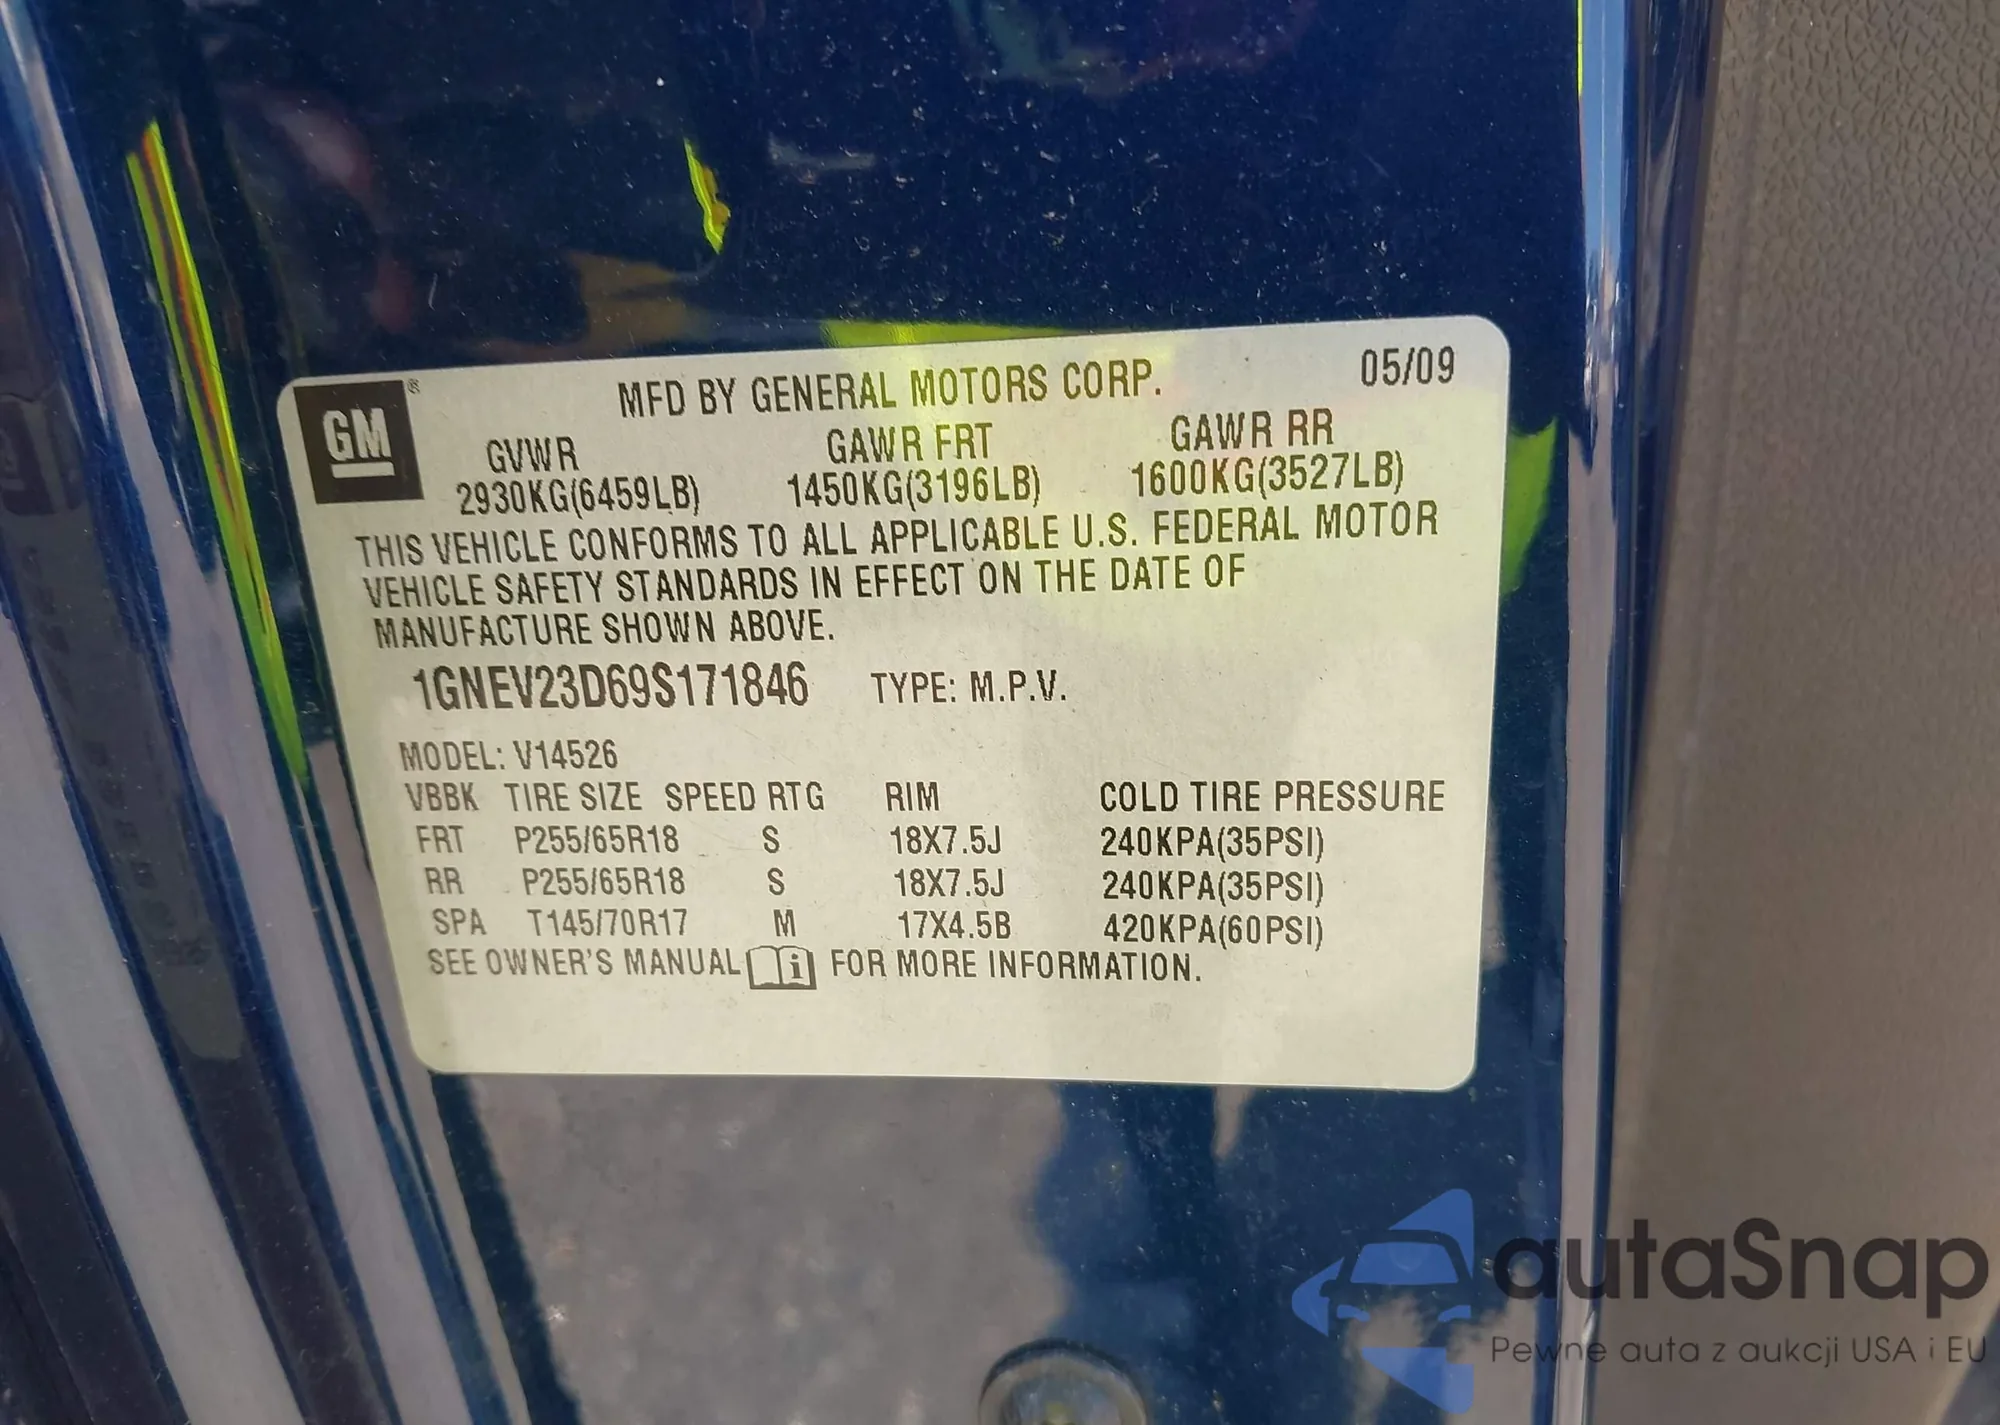 GM ®
MFD BY GENERAL MOTORS CORP. 05/09
GVWR GAWR FRT GAWR RR
2930KG(6459LB) 1450KG(3196LB) 1600KG(3527LB)
THIS VEHICLE CONFORMS TO ALL APPLICABLE U.S. FEDERAL MOTOR
VEHICLE SAFETY STANDARDS IN EFFECT ON THE DATE OF
MANUFACTURE SHOWN ABOVE.
1GNEV23D69S171846 TYPE: M.P.V.
MODEL: V14526
VBBK TIRE SIZE SPEED RTG RIM COLD TIRE PRESSURE
FRT P255/65R18 S 18X7.5J 240KPA(35PSI)
RR P255/65R18 S 18X7.5J 240KPA(35PSI)
SPA T145/70R17 M 17X4.5B 420KPA(60PSI)
SEE OWNER'S MANUAL i FOR MORE INFORMATION.
autaSnap
Pewne auta z aukcji USA i EU